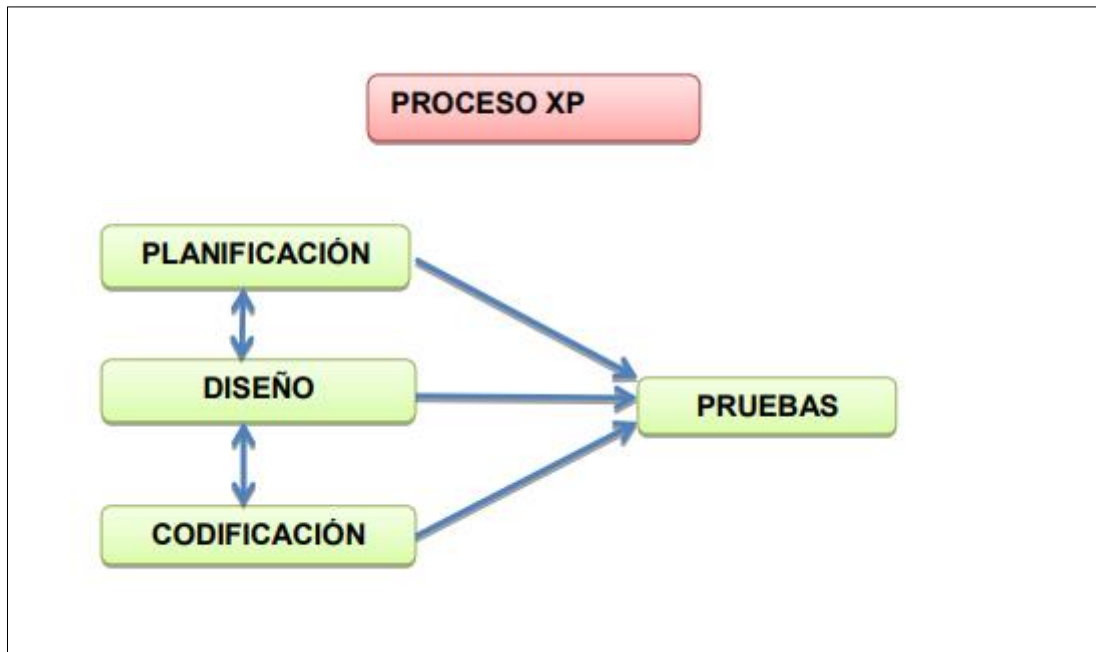 PROCESO XP
PLANIFICACIÓN
DISEÑO
PRUEBAS
CODIFICACIÓN